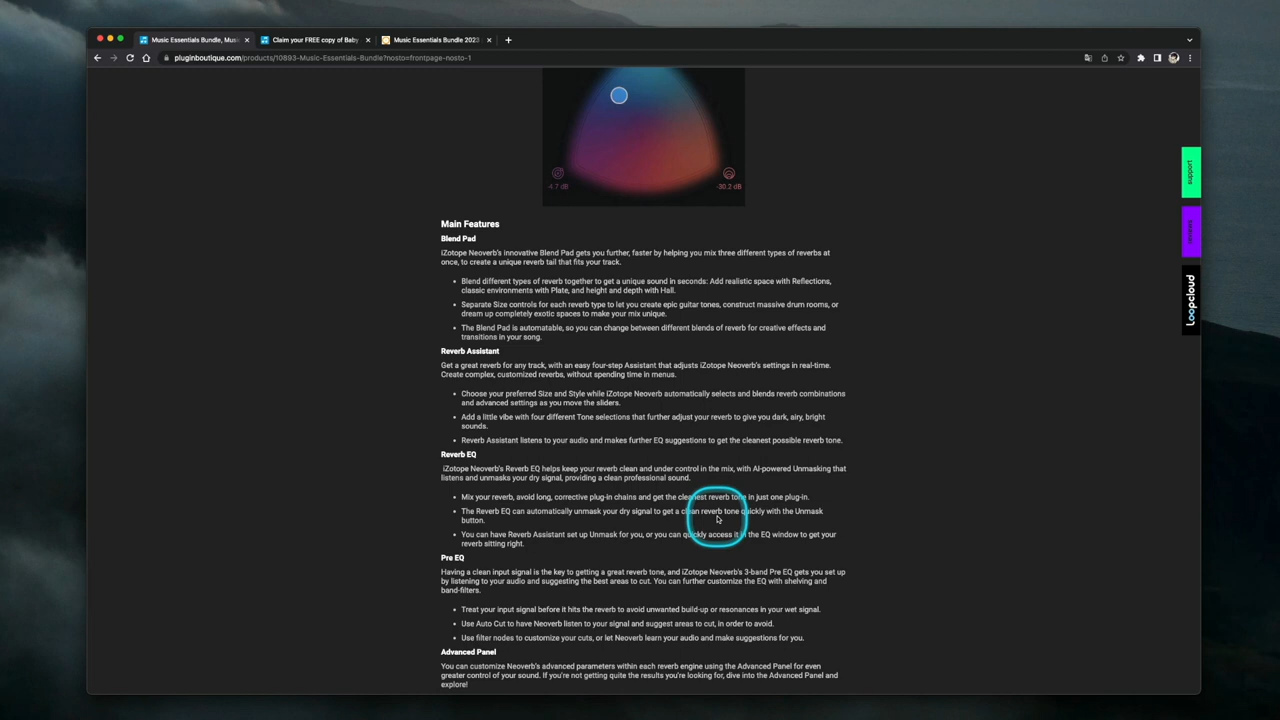 Music Essentials Bundle, Musi
Claim your FREE copy of Baby
Music Essentials Bundle 2023
pluginboutique.com/products/10893-Music-Essentials-Bundle?nosto=frontpage-nosto-1
-4.7 dB
-30.2 dB
support
reviews
Loopcloud
Main Features
Blend Pad
iZotope Neoverb's innovative Blend Pad gets you further, faster by helping you mix three different types of reverbs at
once, to create a unique reverb tail that fits your track.
Blend different types of reverb together to get a unique sound in seconds: Add realistic space with Reflections,
classic environments with Plate, and height and depth with Hall.
Separate Size controls for each reverb type to let you create epic guitar tones, construct massive drum rooms, or
dream up completely exotic spaces to make your mix unique.
The Blend Pad is automatable, so you can change between different blends of reverb for creative effects and
transitions in your song.
Reverb Assistant
Get a great reverb for any track, with an easy four-step Assistant that adjusts iZotope Neoverb's settings in real-time.
Create complex, customized reverbs, without spending time in menus.
Choose your preferred Size and Style while iZotope Neoverb automatically selects and blends reverb combinations
and advanced settings as you move the sliders.
Add a little vibe with four different Tone selections that further adjust your reverb to give you dark, airy, bright
sounds.
Reverb Assistant listens to your audio and makes further EQ suggestions to get the cleanest possible reverb tone.
Reverb EQ
iZotope Neoverb's Reverb EQ helps keep your reverb clean and under control in the mix, with AI-powered Unmasking that
listens and unmasks your dry signal, providing a clean professional sound.
Mix your reverb, avoid long, corrective plug-in chains and get the cleanest reverb tone in just one plug-in.
The Reverb EQ can automatically unmask your dry signal to get a clean reverb tone quickly with the Unmask
button.
You can have Reverb Assistant set up Unmask for you, or you can quickly access it in the EQ window to get your
reverb sitting right.
Pre EQ
Having a clean input signal is the key to getting a great reverb tone, and iZotope Neoverb's 3-band Pre EQ gets you set up
by listening to your audio and suggesting the best areas to cut. You can further customize the EQ with shelving and
band-filters.
Treat your input signal before it hits the reverb to avoid unwanted build-up or resonances in your wet signal.
Use Auto Cut to have Neoverb listen to your signal and suggest areas to cut, in order to avoid.
Use filter nodes to customize your cuts, or let Neoverb learn your audio and make suggestions for you.
Advanced Panel
You can customize Neoverb's advanced parameters within each reverb engine using the Advanced Panel for even
greater control of your sound. If you're not getting quite the results you're looking for, dive into the Advanced Panel and
explore!